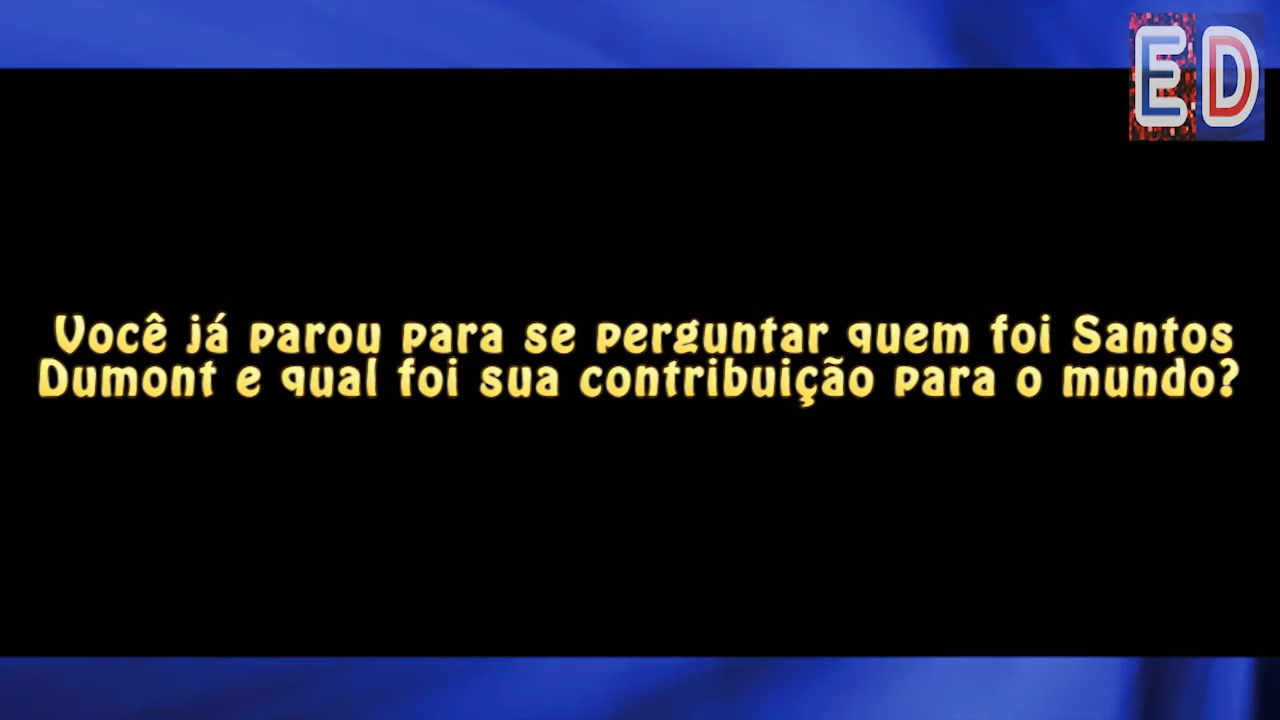 ED
Você já parou para se perguntar quem foi Santos
Dumont e qual foi sua contribuição para o mundo?